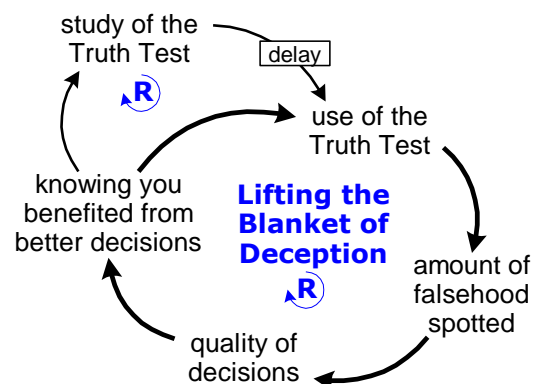 study of the
Truth Test
delay
R
use of the
Truth Test
knowing you
benefited from
better decisions
Lifting the
Blanket of
Deception
R
amount of
falsehood
spotted
quality of
decisions